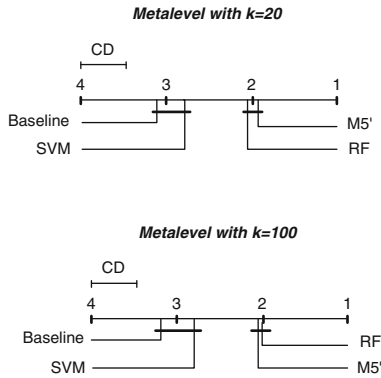 Metalevel with k=20
CD
4 3 2 1
Baseline M5'
SVM RF
Metalevel with k=100
CD
4 3 2 1
Baseline RF
SVM M5'